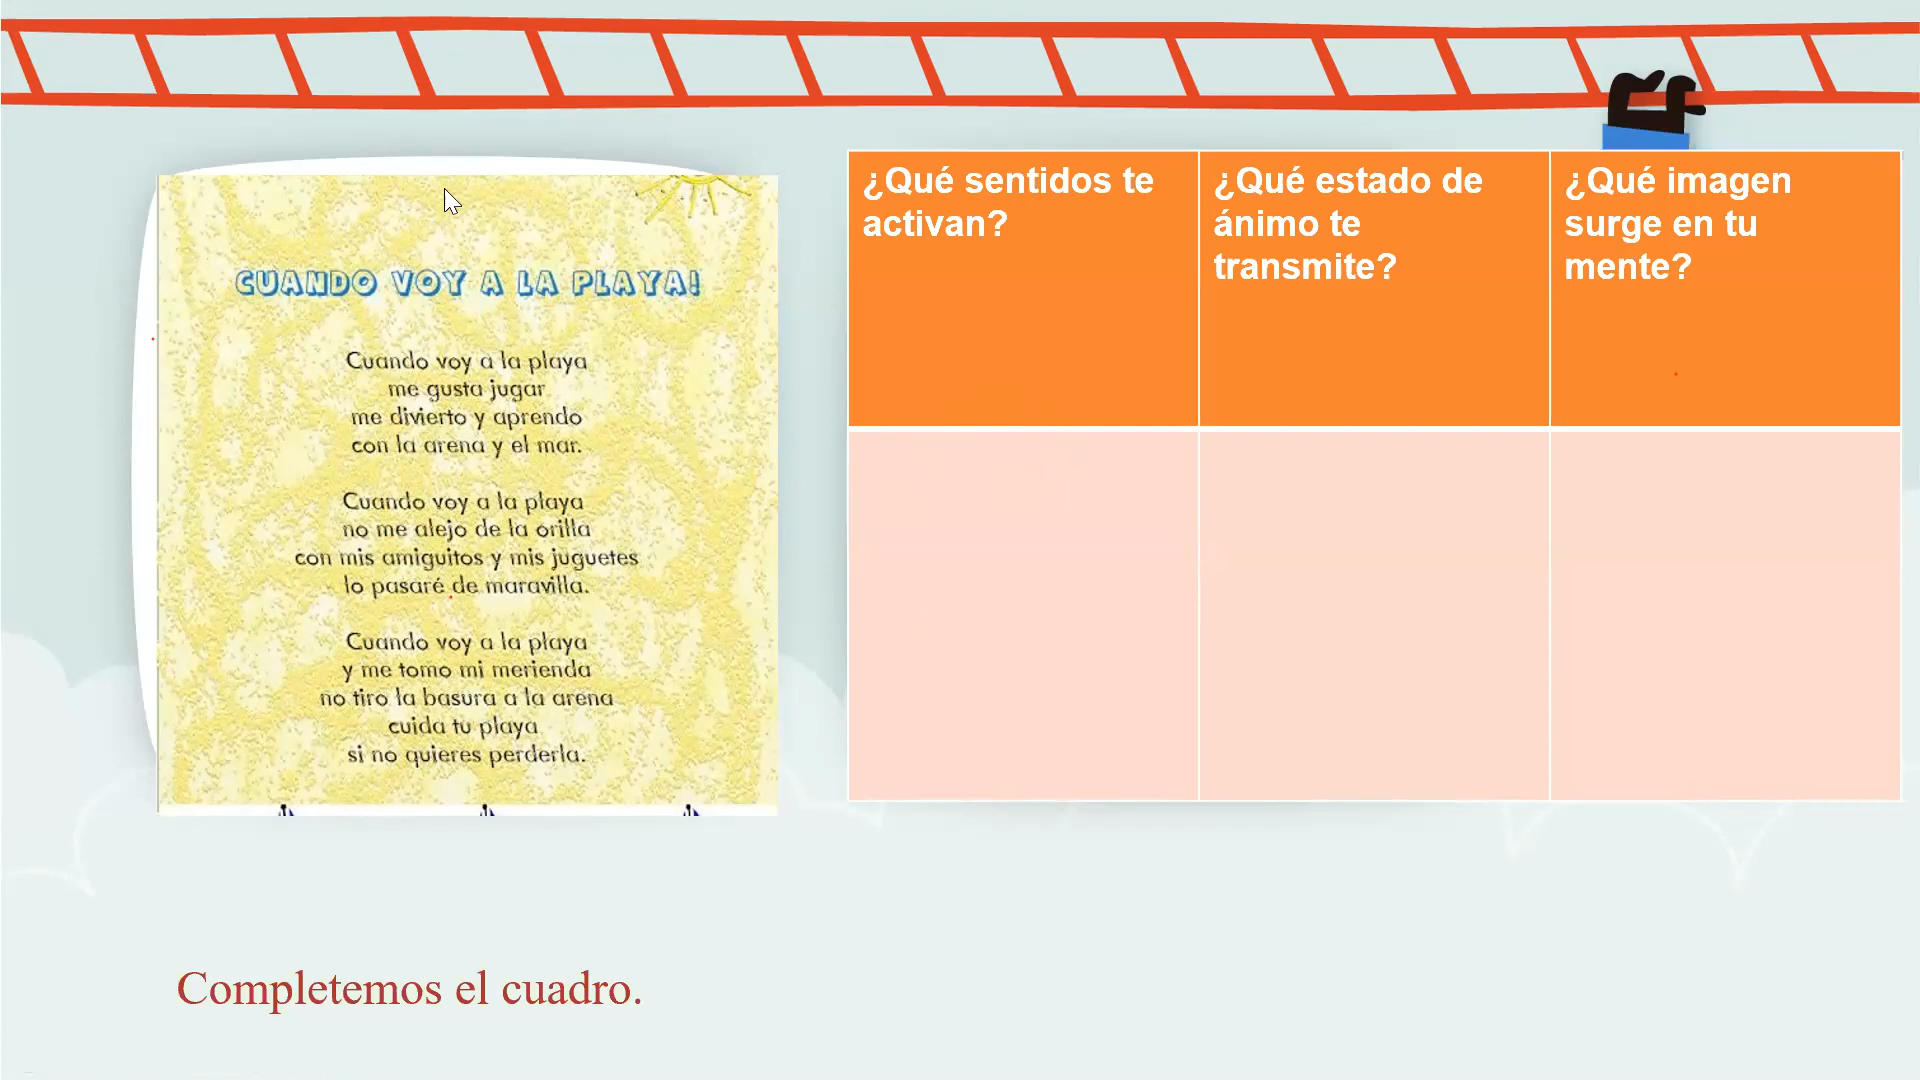 CUANDO VOY A LA PLAYA!
Cuando voy a la playa
me gusta jugar
me divierto y aprendo
con la arena y el mar.
Cuando voy a la playa
no me alejo de la orilla
con mis amiguitos y mis juguetes
lo pasaré de maravilla.
Cuando voy a la playa
y me tomo mi merienda
no tiro la basura a la arena
cuida tu playa
si no quieres perderla.
¿Qué sentidos te
activan?
¿Qué estado de
ánimo te
transmite?
¿Qué imagen
surge en tu
mente?
Completemos el cuadro.